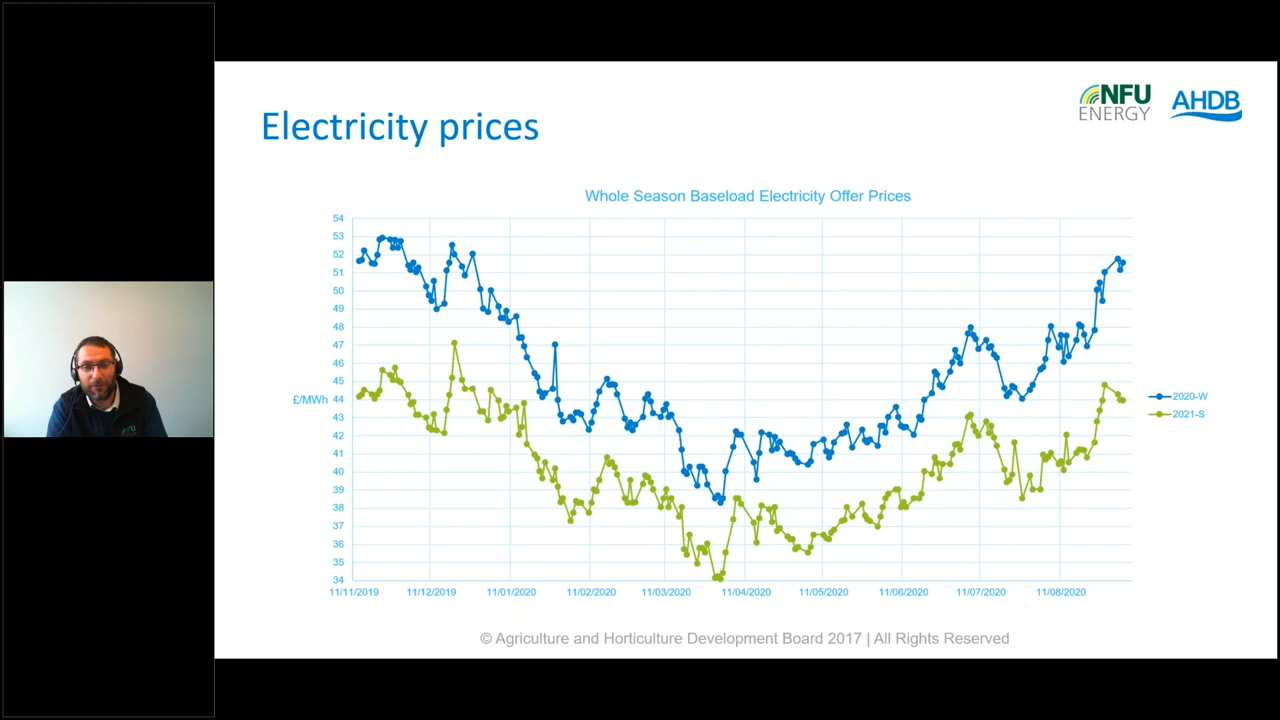 Electricity prices
NFU
ENERGY
AHDB
Whole Season Baseload Electricity Offer Prices
54
53
52
51
50
49
48
47
46
45
£/MWh 44
43
42
41
40
39
38
37
36
35
34
11/11/2019 11/12/2019 11/01/2020 11/02/2020 11/03/2020 11/04/2020 11/05/2020 11/06/2020 11/07/2020 11/08/2020
2020-W
2021-S
© Agriculture and Horticulture Development Board 2017 | All Rights Reserved